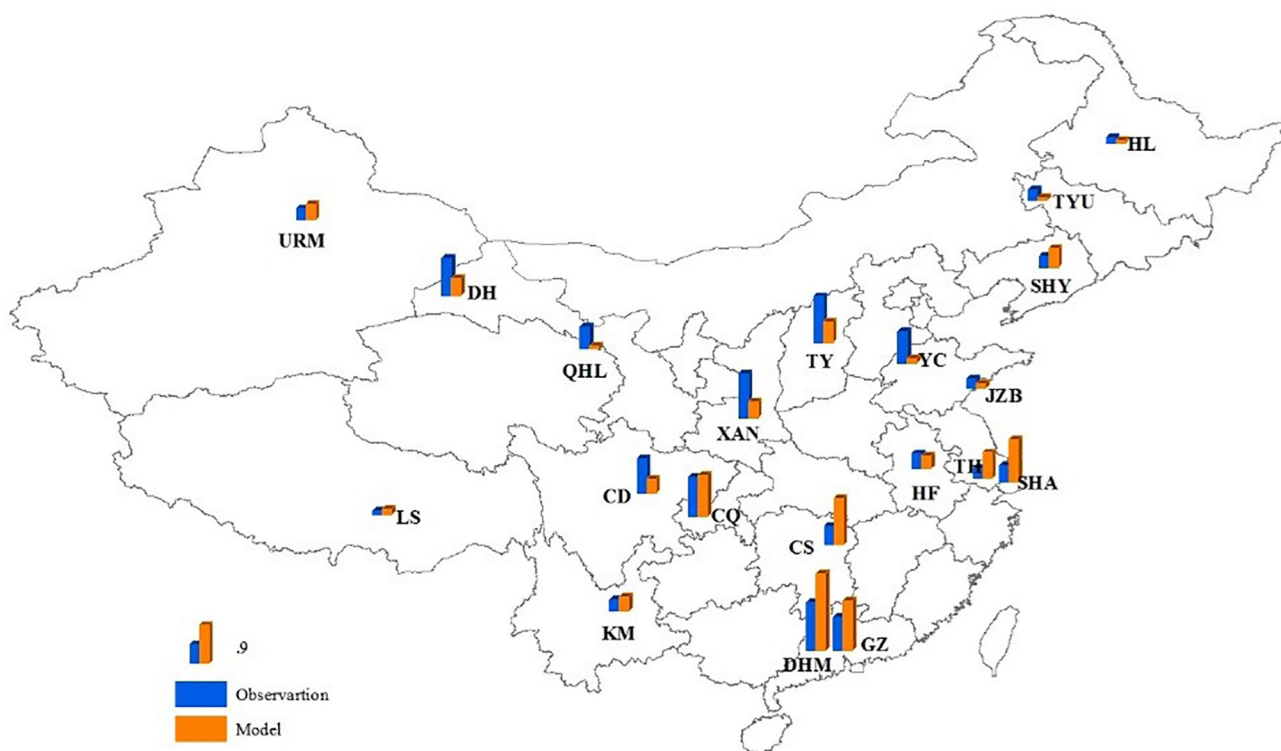 HL
TYU
URM
SHY
DH
TY
YC
QHL
JZB
XAN
TH
SHA
HF
CD
CQ
LS
CS
KM
DHM
GZ
.9
Observartion
Model